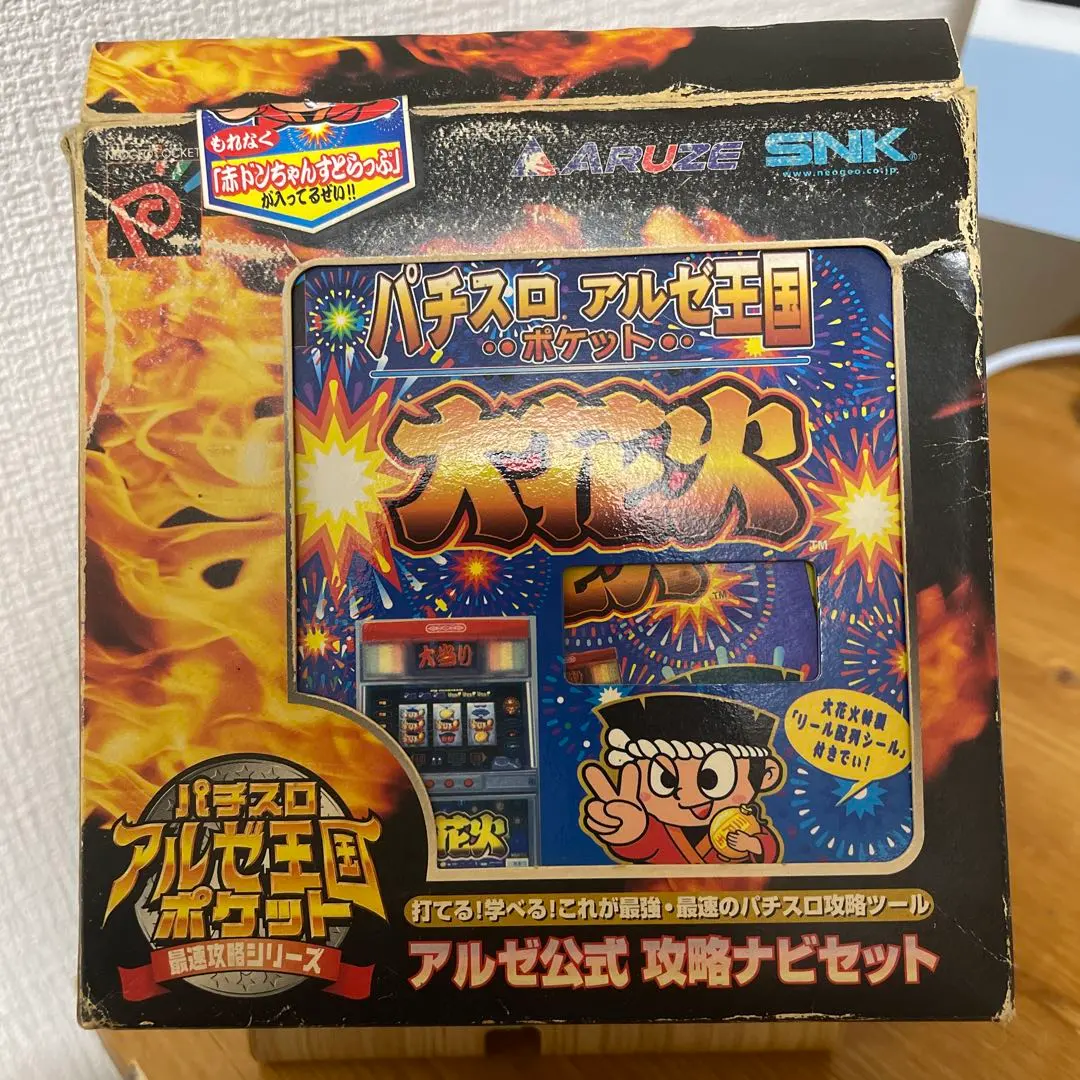 もれなく
「赤ドンちゃんすとらっぷ」
が入ってるぜい!!
ARUZE
SNK
www.neogeo.co.jp
パチスロ アルゼ王国
••ポケット••
大花火
TM
TM
大当り
大花火特製
「リール配列シール」
付きでい!
花火
パチスロ
アルゼ王国
ポケット
最速攻略シリーズ
打てる!学べる!これが最強・最速のパチスロ攻略ツール
アルゼ公式 攻略ナビセット